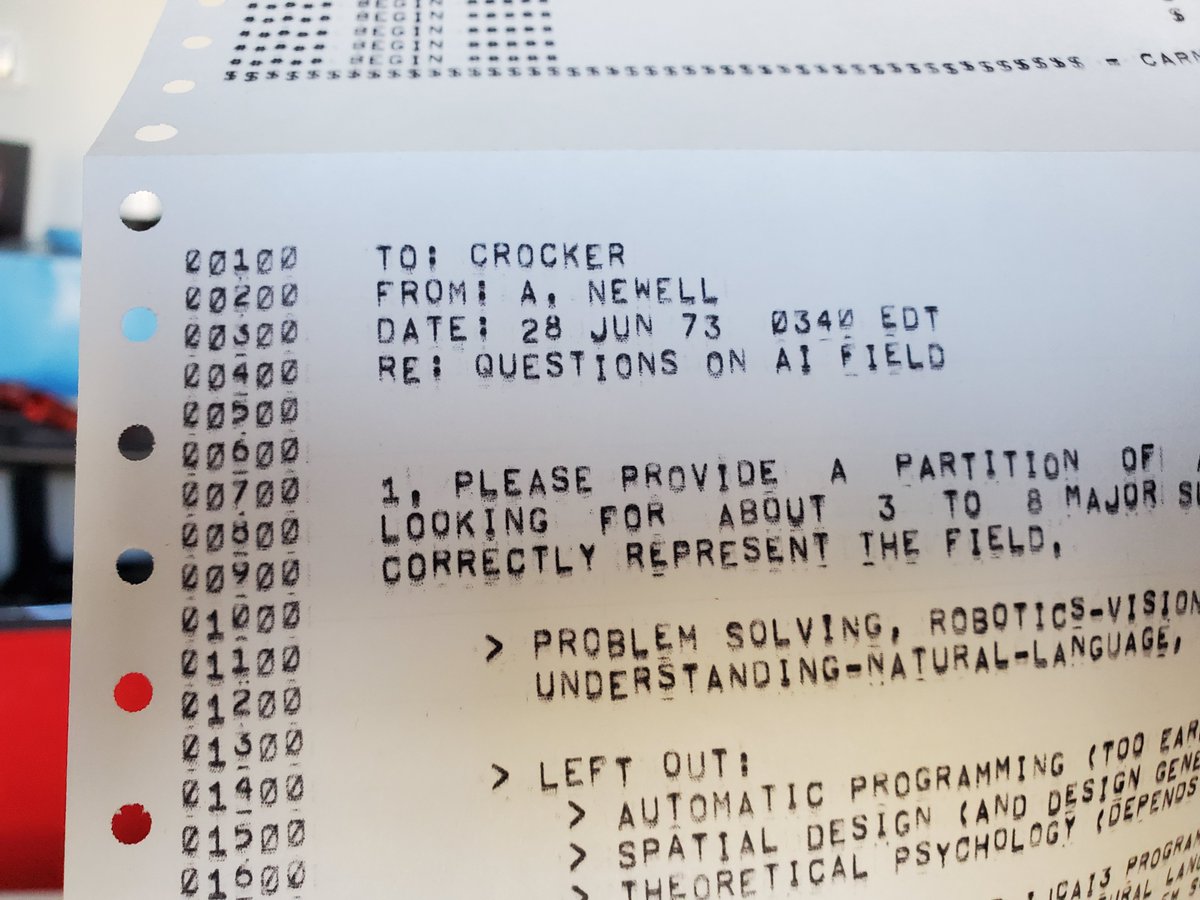 ***** BEGIN *****
***** BEGIN *****
***** BEGIN *****
***** BEGIN *****
***** BEGIN *****
$
00100 TO: CROCKER
00200 FROM: A. NEWELL
00300 DATE: 28 JUN 73 0340 EDT
00400 RE: QUESTIONS ON AI FIELD
00500
00600
00700 1. PLEASE PROVIDE A PARTITION OF
00800 LOOKING FOR ABOUT 3 TO 8 MAJOR
00900 CORRECTLY REPRESENT THE FIELD.
01000
01100 > PROBLEM SOLVING, ROBOTICS-VISION
01200 UNDERSTANDING-NATURAL-LANGUAGE,
01300
01400 > LEFT OUT:
01500 > AUTOMATIC PROGRAMMING (TOO
01600 > SPATIAL DESIGN (AND DESIGN
> THEORETICAL PSYCHOLOGY (DEPENDS
IJCAI3